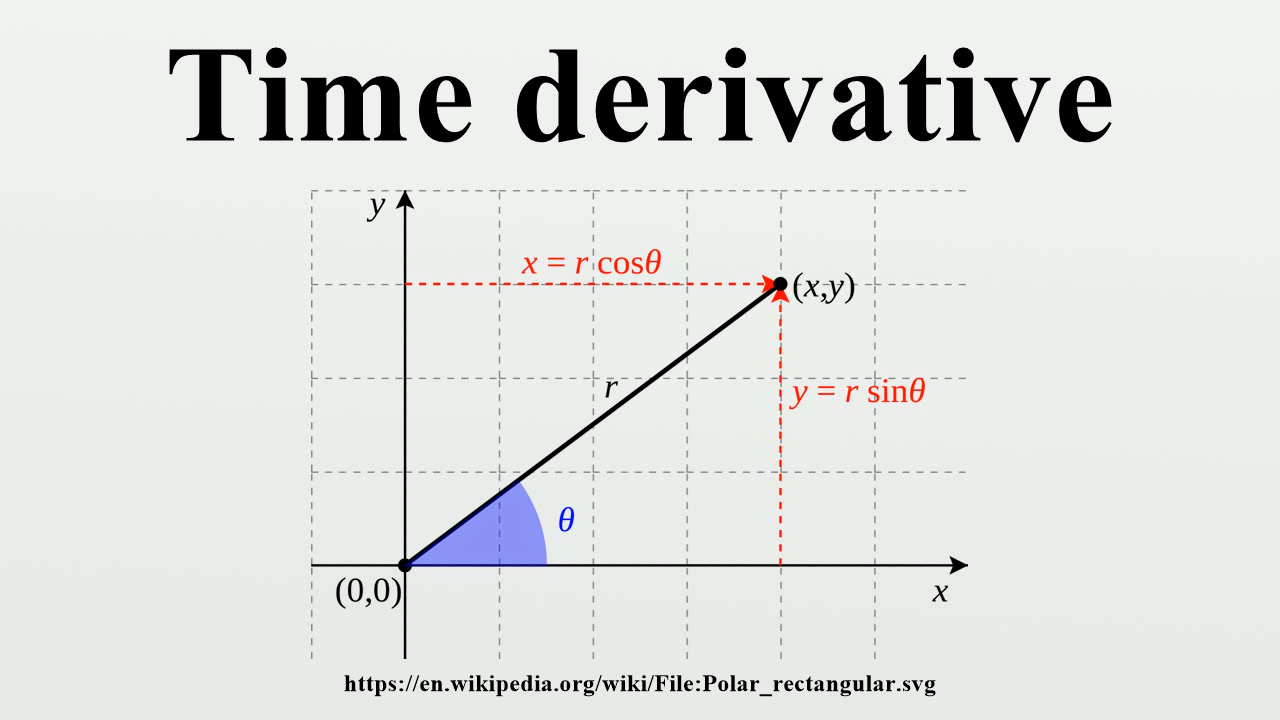 Time derivative
y
x = r cosθ
(x,y)
r
y = r sinθ
θ
(0,0)
x
https://en.wikipedia.org/wiki/File:Polar_rectangular.svg